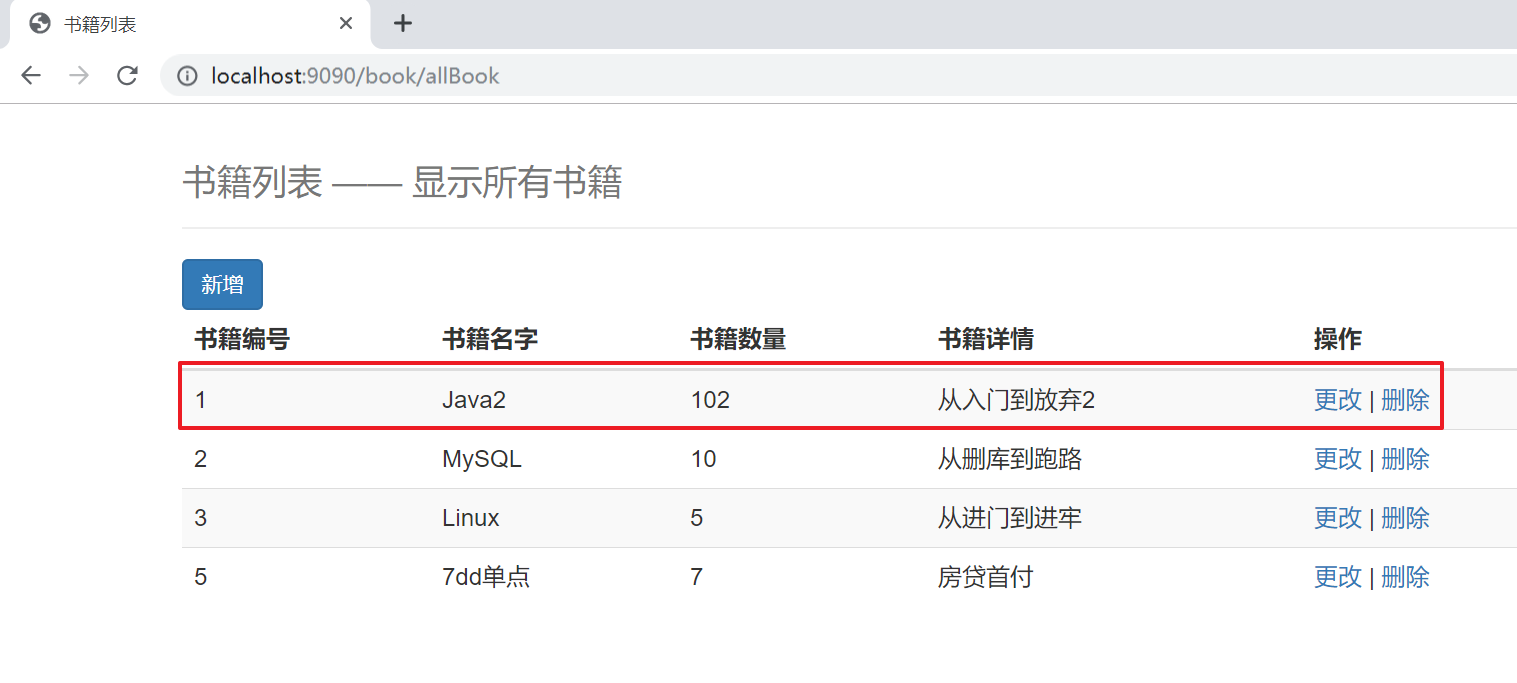 书籍列表
localhost:9090/book/allBook
书籍列表 —— 显示所有书籍
新增
书籍编号 书籍名字 书籍数量 书籍详情 操作
1 Java2 102 从入门到放弃2 更改 | 删除
2 MySQL 10 从删库到跑路 更改 | 删除
3 Linux 5 从进门到进牢 更改 | 删除
5 7dd单点 7 房贷首付 更改 | 删除